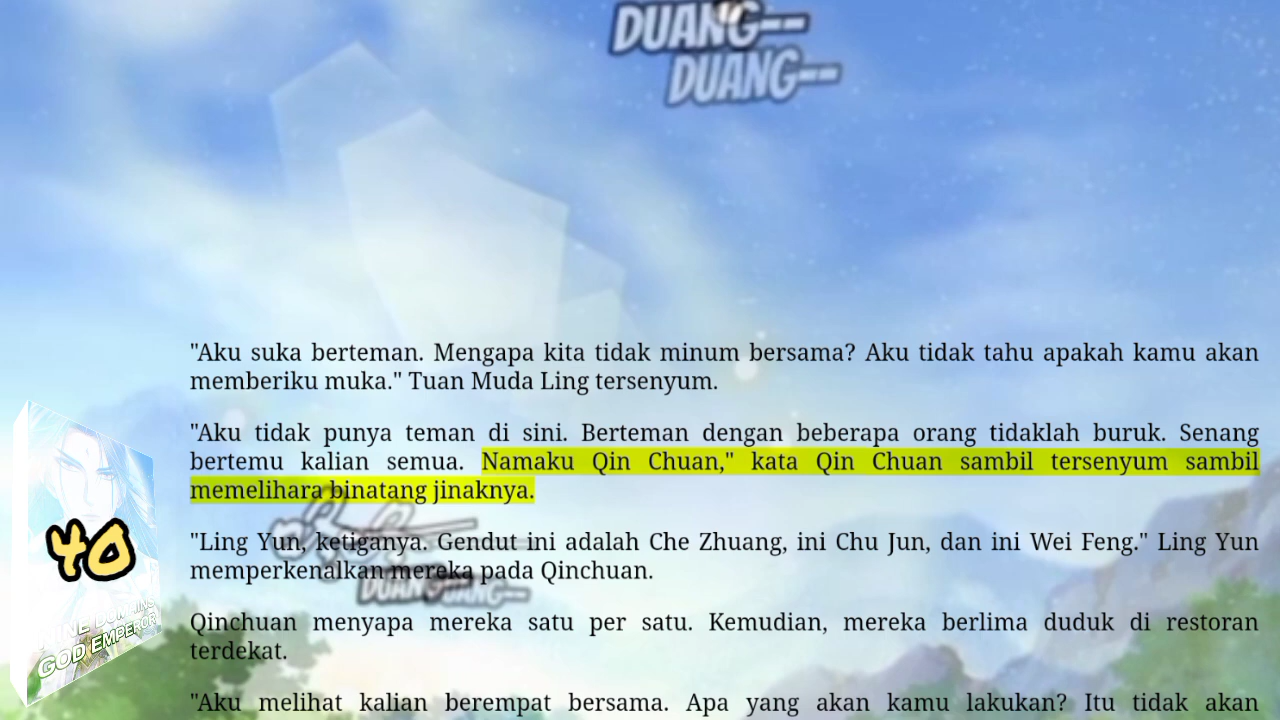 DUANG--
DUANG--
"Aku suka berteman. Mengapa kita tidak minum bersama? Aku tidak tahu apakah kamu akan
memberiku muka." Tuan Muda Ling tersenyum.
"Aku tidak punya teman di sini. Berteman dengan beberapa orang tidaklah buruk. Senang
bertemu kalian semua. Namaku Qin Chuan," kata Qin Chuan sambil tersenyum sambil
memelihara binatang jinaknya.
"Ling Yun, ketiganya. Gendut ini adalah Che Zhuang, ini Chu Jun, dan ini Wei Feng." Ling Yun
memperkenalkan mereka pada Qinchuan.
DUANG--
DUANG--
Qinchuan menyapa mereka satu per satu. Kemudian, mereka berlima duduk di restoran
terdekat.
"Aku melihat kalian berempat bersama. Apa yang akan kamu lakukan? Itu tidak akan
40
GOD EMPEROR